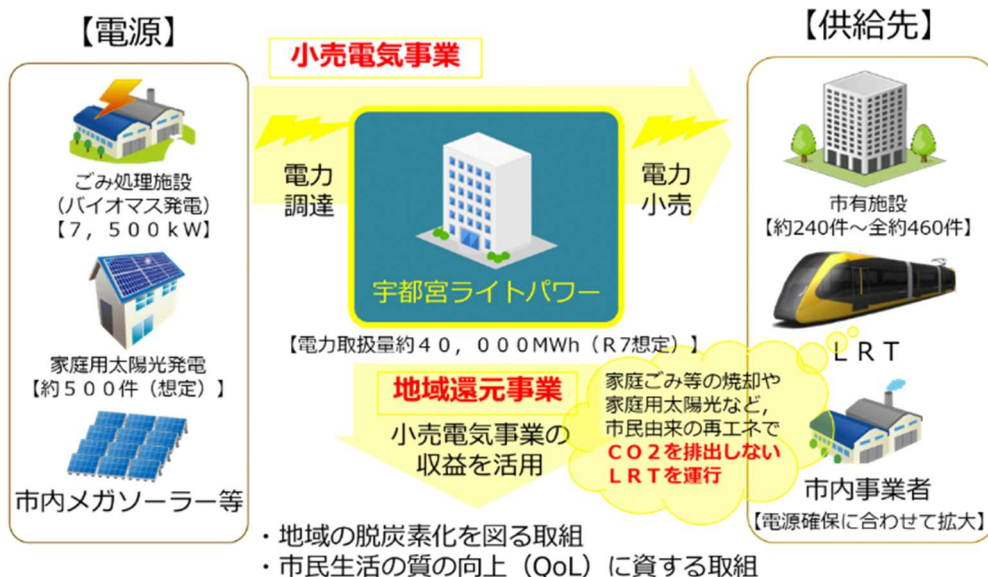 【電源】
ごみ処理施設
(バイオマス発電)
【７，５００ｋＷ】
家庭用太陽光発電
【約５００件（想定）】
市内メガソーラー等
小売電気事業
電力
調達
宇都宮ライトパワー
電力
小売
【電力取扱量約４０，０００MWh（Ｒ７想定）】
地域還元事業
小売電気事業の
収益を活用
・地域の脱炭素化を図る取組
・市民生活の質の向上（QoL）に資する取組
家庭ごみ等の焼却や
家庭用太陽光など，
市民由来の再エネで
ＣＯ２を排出しない
ＬＲＴを運行
【供給先】
市有施設
【約240件～全約460件】
ＬＲＴ
市内事業者
【電源確保に合わせて拡大】